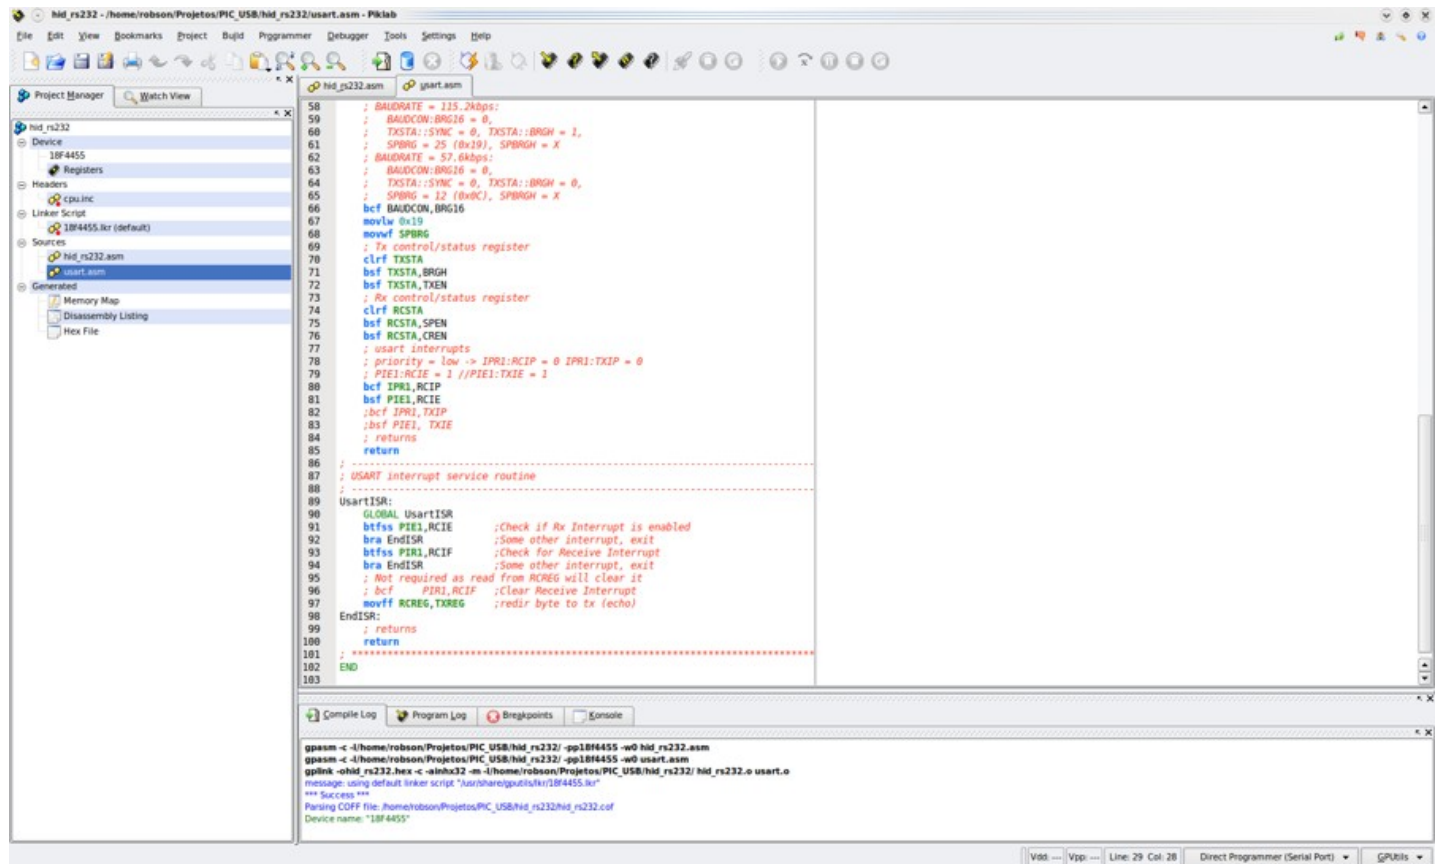 hid_rs232 - /home/robson/Projetos/PIC_USB/hid_rs232/usart.asm - Piklab
File Edit View Bookmarks Project Build Programmer Debugger Tools Settings Help
Project Manager Watch View
hid_rs232
Device
18F4455
Registers
Headers
cpu.inc
Linker Script
18f4455.lkr (default)
Sources
hid_rs232.asm
usart.asm
Generated
Memory Map
Disassembly Listing
Hex File
hid_rs232.asm usart.asm
58 ; BAUDRATE = 115.2kbps:
59 ; BAUDCON:BRG16 = 0,
60 ; TXSTA::SYNC = 0, TXSTA::BRGH = 1,
61 ; SPBRG = 25 (0x19), SPBRGH = X
62 ; BAUDRATE = 57.6kbps:
63 ; BAUDCON:BRG16 = 0,
64 ; TXSTA::SYNC = 0, TXSTA::BRGH = 0,
65 ; SPBRG = 12 (0x0C), SPBRGH = X
66 bcf BAUDCON,BRG16
67 movlw 0x19
68 movwf SPBRG
69 ; Tx control/status register
70 clrf TXSTA
71 bsf TXSTA,BRGH
72 bsf TXSTA,TXEN
73 ; Rx control/status register
74 clrf RCSTA
75 bsf RCSTA,SPEN
76 bsf RCSTA,CREN
77 ; usart interrupts
78 ; priority = low -> IPR1:RCIP = 0 IPR1:TXIP = 0
79 ; PIE1:RCIE = 1 //PIE1:TXIE = 1
80 bcf IPR1,RCIP
81 bsf PIE1,RCIE
82 ;bcf IPR1,TXIP
83 ;bsf PIE1, TXIE
84 ; returns
85 return
86 ; --------------------------------------------------------------------------------
87 ; USART interrupt service routine
88 ; --------------------------------------------------------------------------------
89 UsartISR:
90 GLOBAL UsartISR
91 btfss PIE1,RCIE ;Check if Rx Interrupt is enabled
92 bra EndISR ;Some other interrupt, exit
93 btfss PIR1,RCIF ;Check for Receive Interrupt
94 bra EndISR ;Some other interrupt, exit
95 ; Not required as read from RCREG will clear it
96 ; bcf PIR1,RCIF ;Clear Receive Interrupt
97 movff RCREG,TXREG ;redir byte to tx (echo)
98 EndISR:
99 ; returns
100 return
101 ; ********************************************************************************
102 END
103
Compile Log Program Log Breakpoints Konsole
gpasm -c -I/home/robson/Projetos/PIC_USB/hid_rs232/ -pp18f4455 -w0 hid_rs232.asm
gpasm -c -I/home/robson/Projetos/PIC_USB/hid_rs232/ -pp18f4455 -w0 usart.asm
gplink -ohid_rs232.hex -c -ainhx32 -m -I/home/robson/Projetos/PIC_USB/hid_rs232/ hid_rs232.o usart.o
message: using default linker script "/usr/share/gputils/lkr/18f4455.lkr"
*** Success ***
Parsing COFF file: /home/robson/Projetos/PIC_USB/hid_rs232/hid_rs232.cof
Device name: "18F4455"
Vdd: --- Vpp: --- Line: 29 Col: 28 Direct Programmer (Serial Port) GPUtils